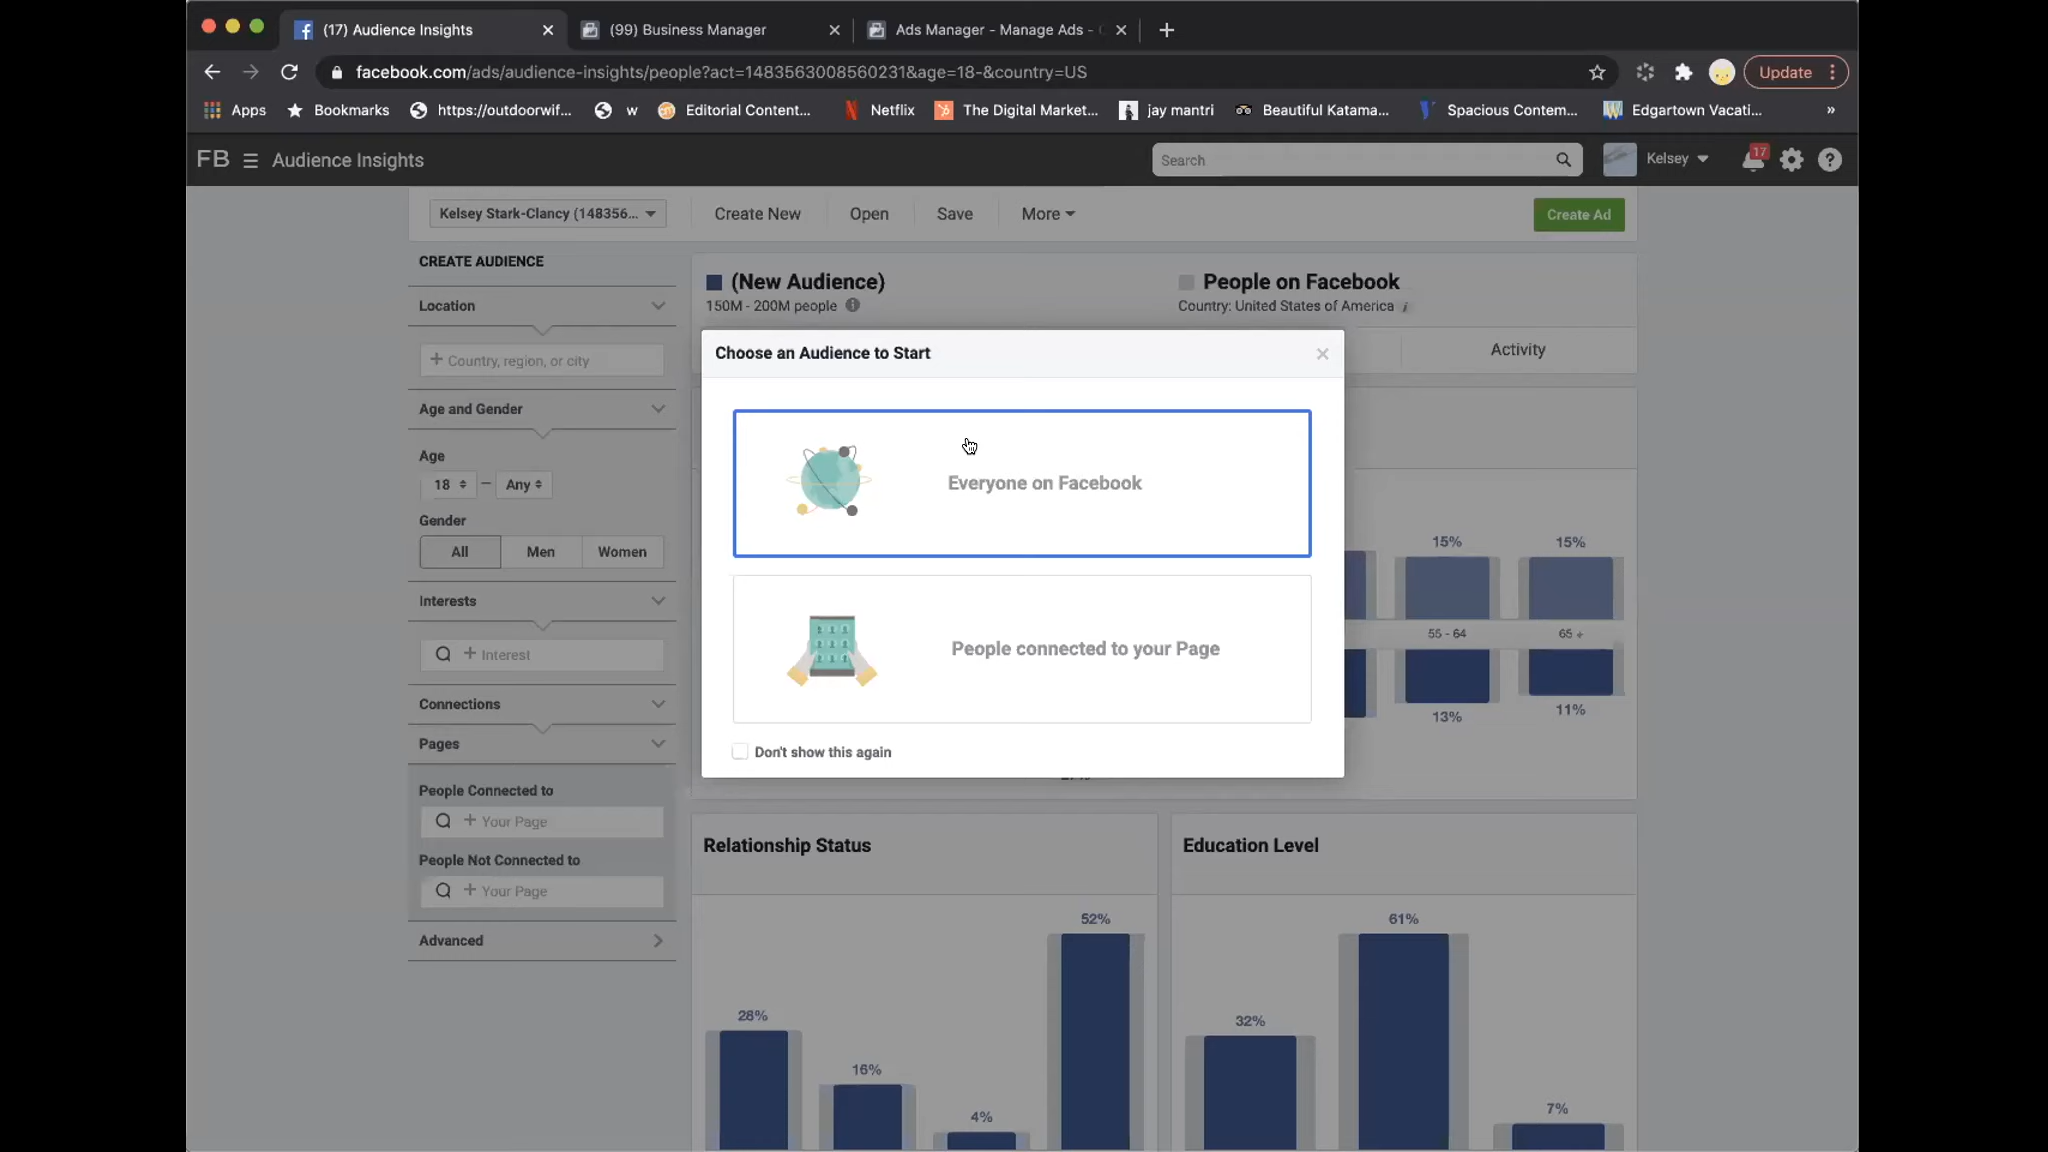 (17) Audience Insights
(99) Business Manager
Ads Manager - Manage Ads -
facebook.com/ads/audience-insights/people?act=1483563008560231&age=18-&country=US
Update
Apps
Bookmarks
https://outdoorwif...
w
Editorial Content...
Netflix
The Digital Market...
jay mantri
Beautiful Katama...
Spacious Contem...
Edgartown Vacati...
»
FB
Audience Insights
Search
Kelsey
17
Kelsey Stark-Clancy (148356...
Create New
Open
Save
More
Create Ad
CREATE AUDIENCE
Location
+ Country, region, or city
Age and Gender
Age
18 – Any
Gender
All
Men
Women
Interests
+ Interest
Connections
Pages
People Connected to
+ Your Page
People Not Connected to
+ Your Page
Advanced
(New Audience)
150M - 200M people
People on Facebook
Country: United States of America
Activity
Choose an Audience to Start
Everyone on Facebook
People connected to your Page
Don't show this again
15%
15%
55 - 64
65 +
13%
11%
Relationship Status
28%
16%
4%
52%
Education Level
32%
61%
7%